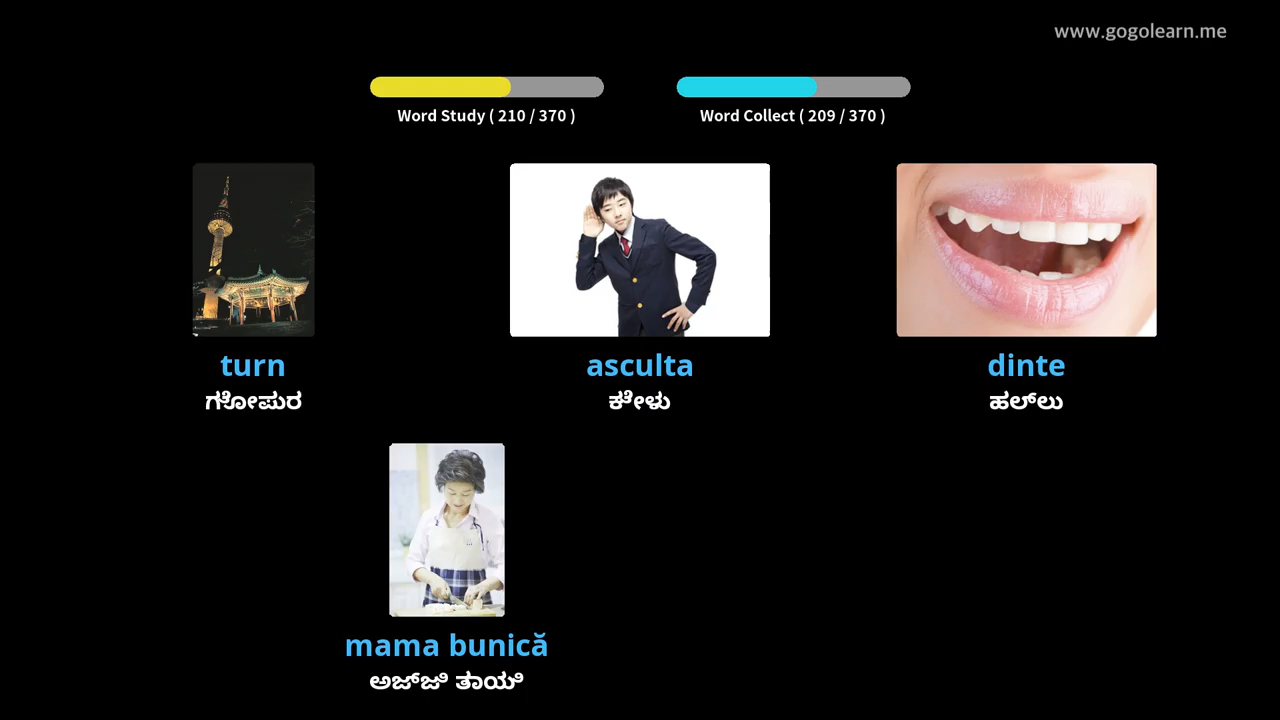 www.gogolearn.me
Word Study ( 210 / 370 )
Word Collect ( 209 / 370 )
turn
ಗೋಪುರ
asculta
ಕೇಳು
dinte
ಹಲ್ಲು
mama bunică
ಅಜ್ಜಿ ತಾಯಿ